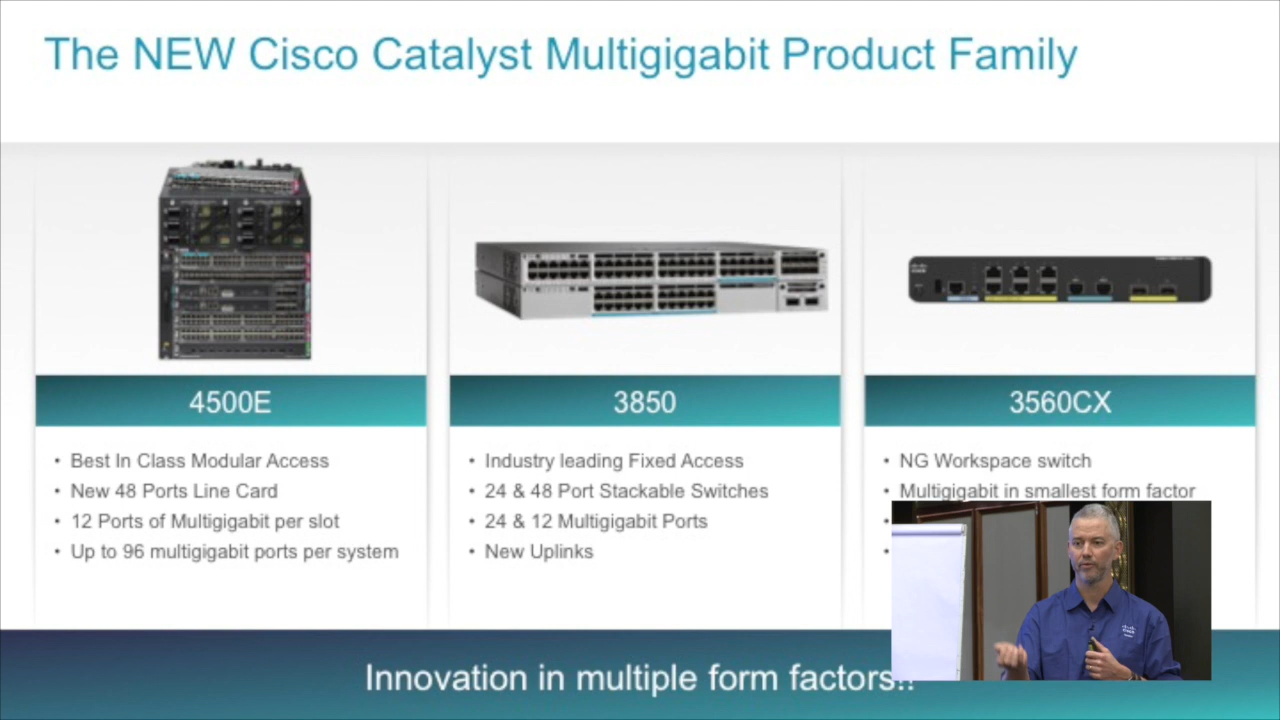 The NEW Cisco Catalyst Multigigabit Product Family
4500E
• Best In Class Modular Access
• New 48 Ports Line Card
• 12 Ports of Multigigabit per slot
• Up to 96 multigigabit ports per system
3850
• Industry leading Fixed Access
• 24 & 48 Port Stackable Switches
• 24 & 12 Multigigabit Ports
• New Uplinks
3560CX
• NG Workspace switch
• Multigigabit in smallest form factor
•
•
Innovation in multiple form factors!!